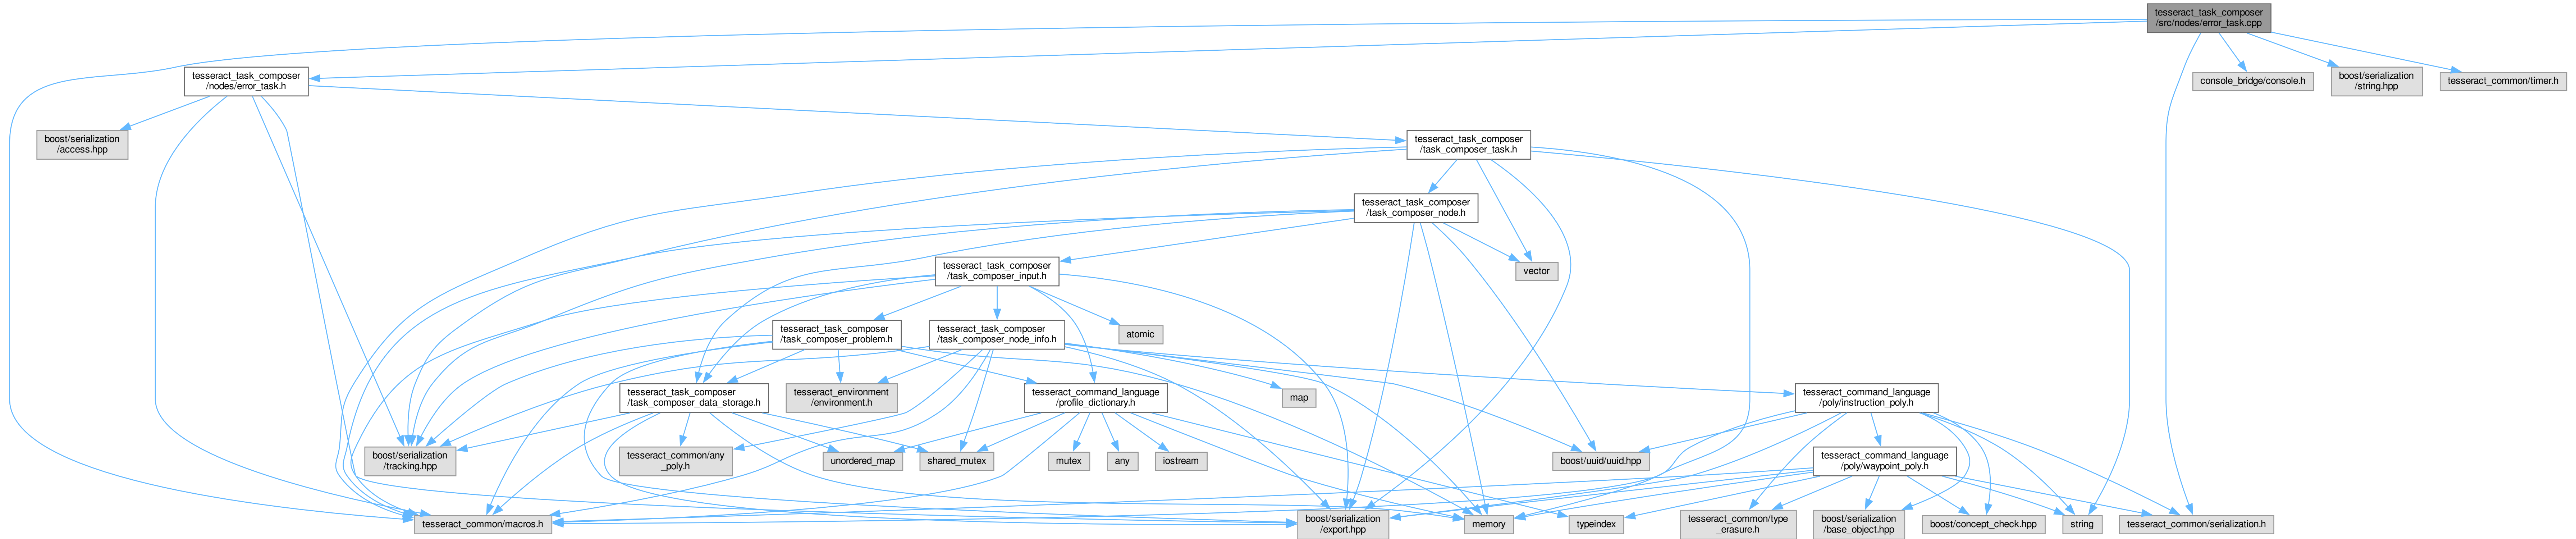 tesseract_task_composer
/src/nodes/error_task.cpp
tesseract_task_composer
/nodes/error_task.h
console_bridge/console.h
boost/serialization
/string.hpp
tesseract_common/timer.h
boost/serialization
/access.hpp
tesseract_task_composer
/task_composer_task.h
tesseract_task_composer
/task_composer_node.h
tesseract_task_composer
/task_composer_input.h
vector
tesseract_task_composer
/task_composer_problem.h
tesseract_task_composer
/task_composer_node_info.h
atomic
tesseract_task_composer
/task_composer_data_storage.h
tesseract_environment
/environment.h
tesseract_command_language
/profile_dictionary.h
map
tesseract_command_language
/poly/instruction_poly.h
boost/serialization
/tracking.hpp
tesseract_common/any
_poly.h
unordered_map
shared_mutex
mutex
any
iostream
boost/uuid/uuid.hpp
tesseract_command_language
/poly/waypoint_poly.h
tesseract_common/macros.h
boost/serialization
/export.hpp
memory
typeindex
tesseract_common/type
_erasure.h
boost/serialization
/base_object.hpp
boost/concept_check.hpp
string
tesseract_common/serialization.h